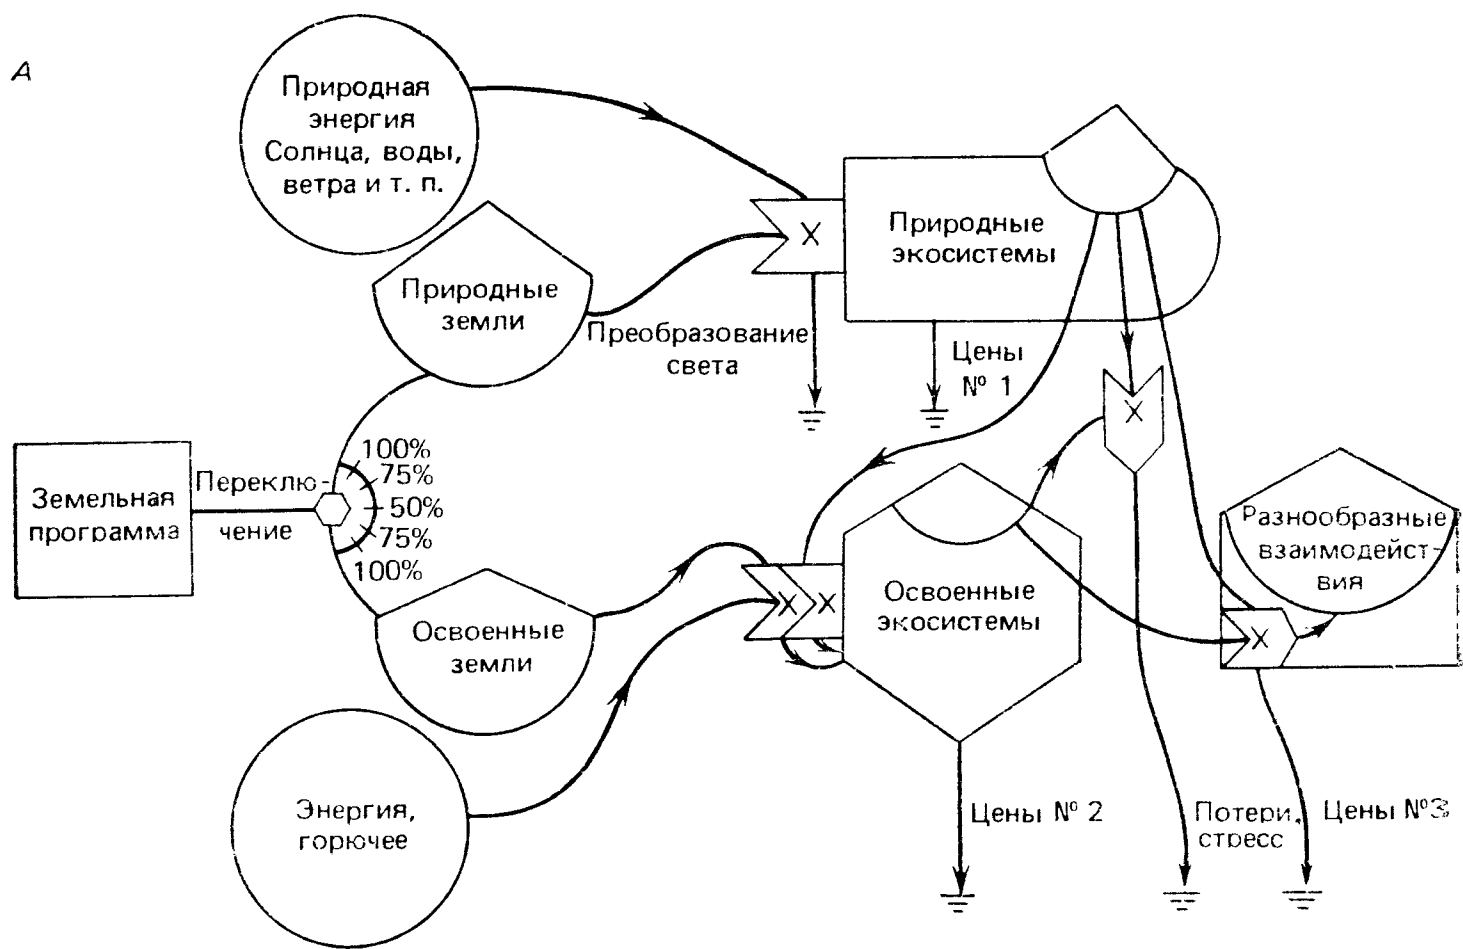 А
Природная
энергия
Солнца, воды,
ветра и т. п.
Природные
земли
Преобразование
света
Х
Природные
экосистемы
Цены
№ 1
Х
Земельная
программа
Переклю-
чение
100%
75%
50%
75%
100%
Освоенные
земли
Х Х
Освоенные
экосистемы
Разнообразные
взаимодейст-
вия
Х
Энергия,
горючее
Цены № 2
Потери,
стресс
Цены №3